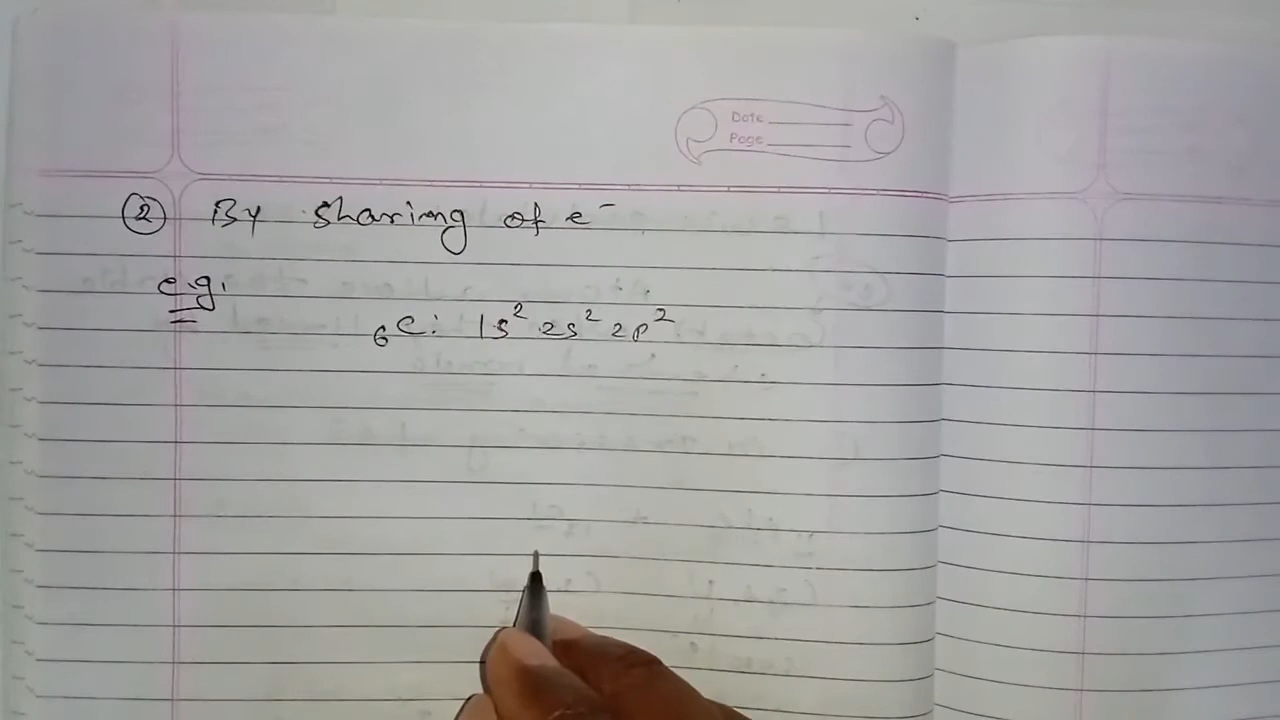 Date
Page
② By sharing of e⁻
e.g.
₆C: 1s² 2s² 2p²